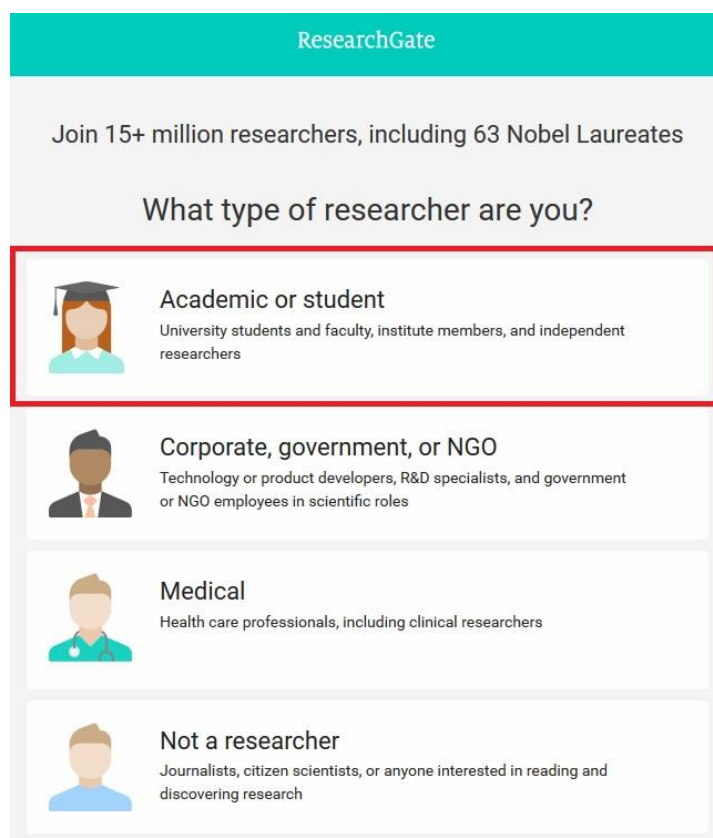 ResearchGate
Join 15+ million researchers, including 63 Nobel Laureates
What type of researcher are you?
Academic or student
University students and faculty, institute members, and independent
researchers
Corporate, government, or NGO
Technology or product developers, R&D specialists, and government
or NGO employees in scientific roles
Medical
Health care professionals, including clinical researchers
Not a researcher
Journalists, citizen scientists, or anyone interested in reading and
discovering research